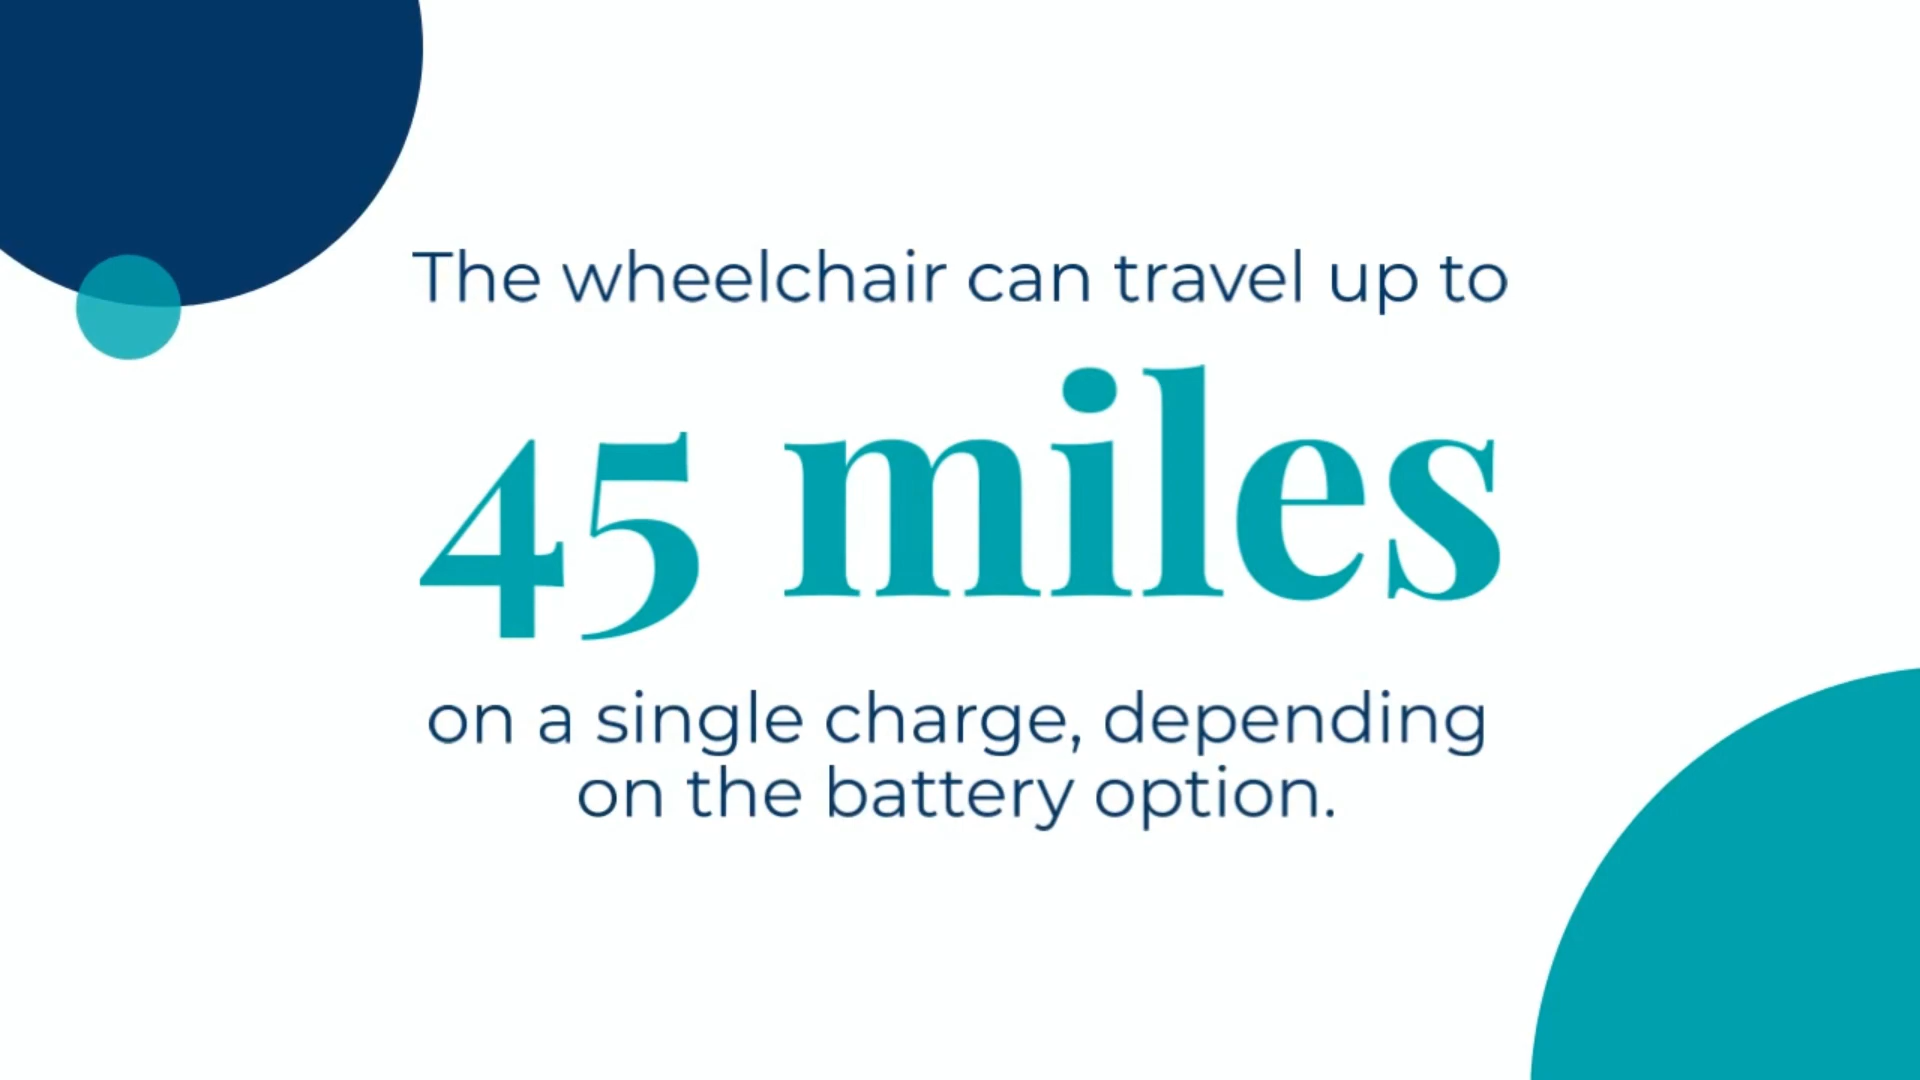 The wheelchair can travel up to
45 miles
on a single charge, depending
on the battery option.